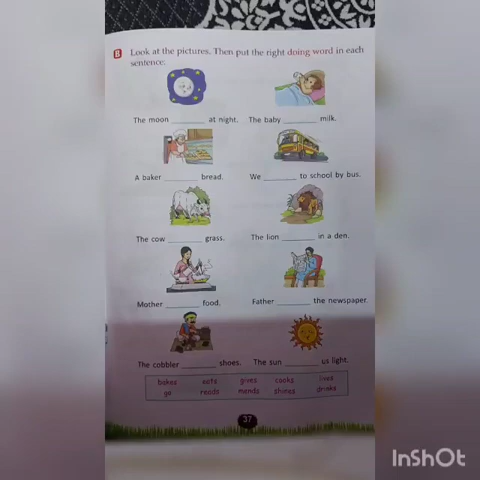 B Look at the pictures. Then put the right doing word in each
sentence.
The moon ________ at night. The baby ________ milk.
A baker ________ bread. We ________ to school by bus.
The cow ________ grass. The lion ________ in a den.
Mother ________ food. Father ________ the newspaper.
The cobbler ________ shoes. The sun ________ us light.
bakes eats gives cooks lives
go reads mends shines drinks
37
InShOt